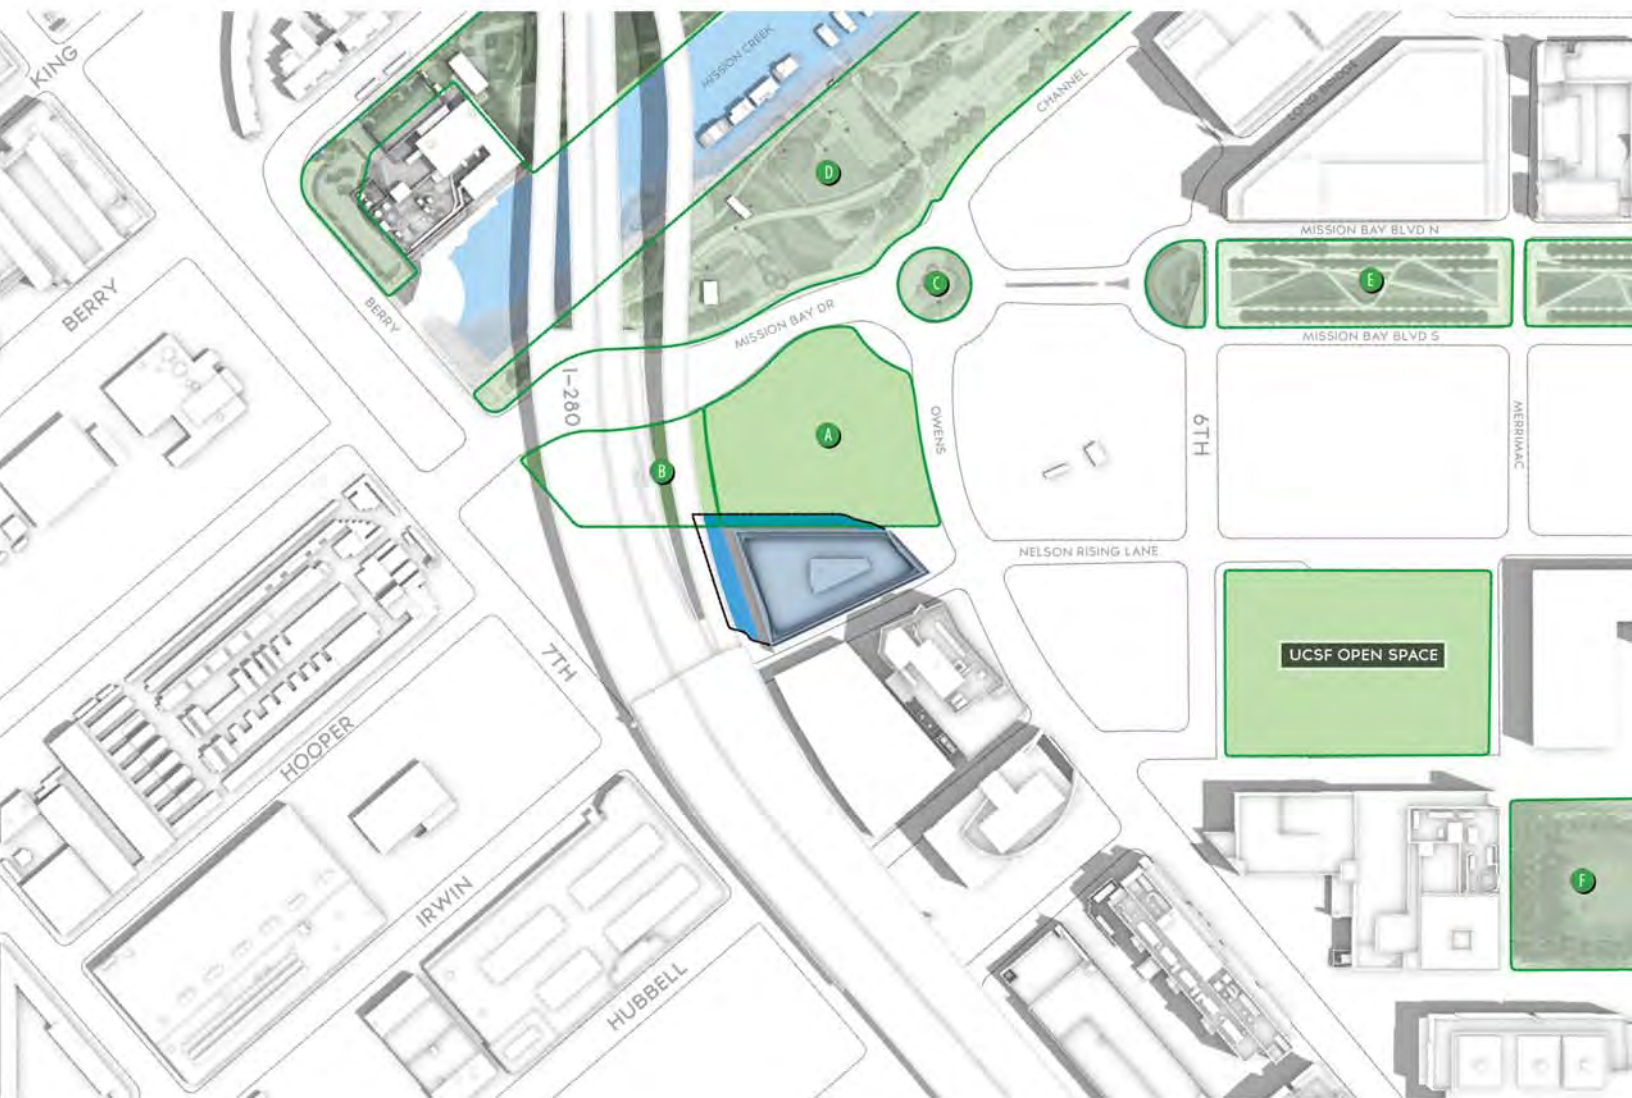 KING
MISSION CREEK
CHANNEL
LONG BRIDGE
D
MISSION BAY BLVD N
BERRY
BERRY
C
E
MISSION BAY DR
MISSION BAY BLVD S
I-280
A
OWENS
6TH
MERRIMAC
B
NELSON RISING LANE
7TH
UCSF OPEN SPACE
HOOPER
IRWIN
F
HUBBELL